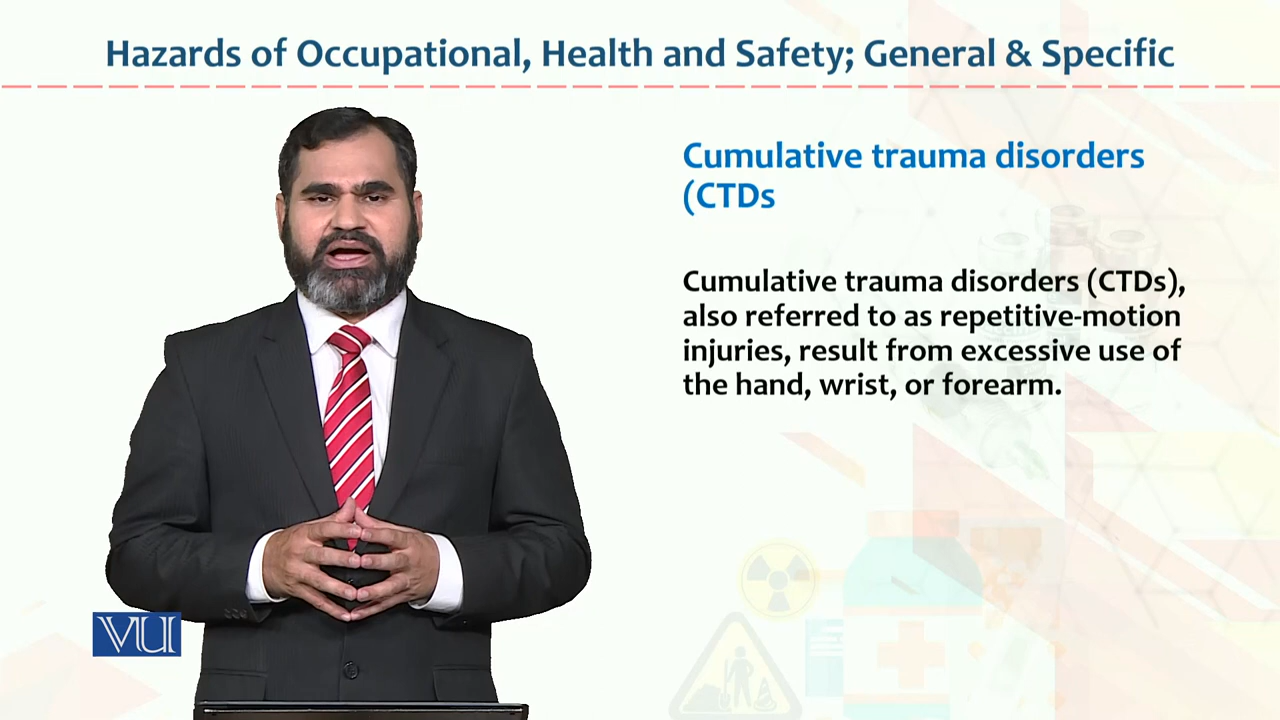 Hazards of Occupational, Health and Safety; General & Specific
Cumulative trauma disorders
(CTDs
Cumulative trauma disorders (CTDs),
also referred to as repetitive-motion
injuries, result from excessive use of
the hand, wrist, or forearm.
VU